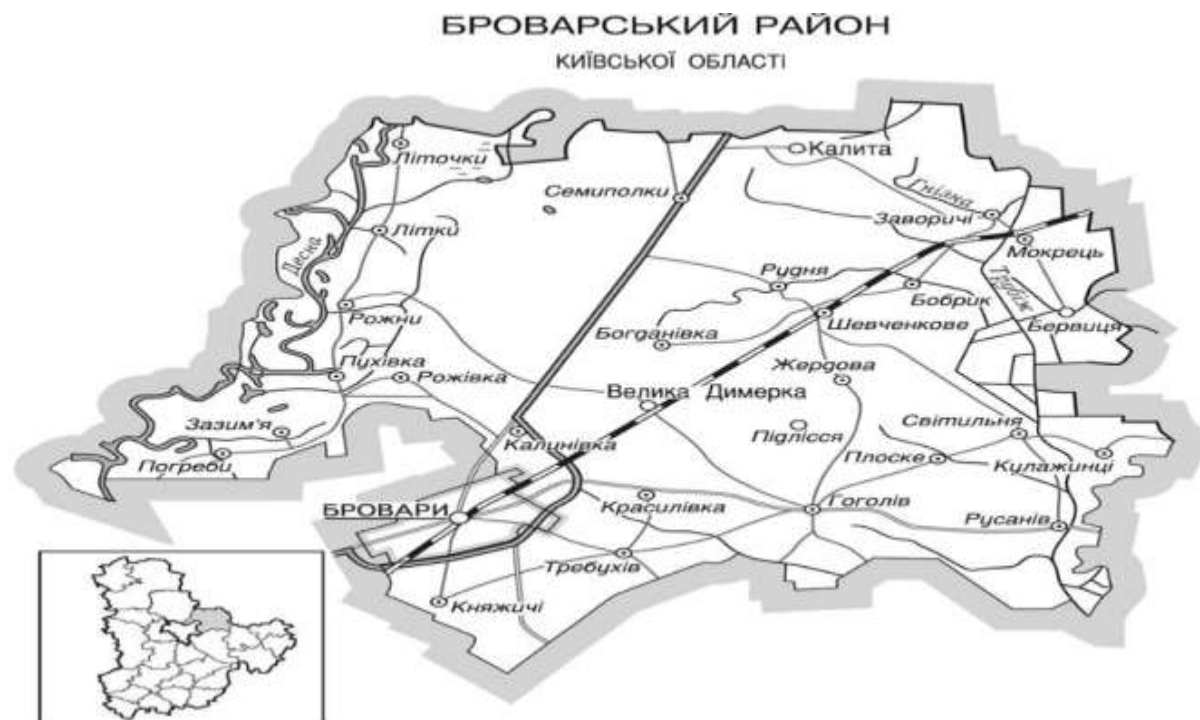 БРОВАРСЬКИЙ РАЙОН
КИЇВСЬКОЇ ОБЛАСТІ
Літочки
Калита
Семиполки
Гнілка
Заворичі
Літки
Десна
Мокрець
Рудня
Трубіж
Бобрик
Рожни
Богданівка
Шевченкове
Бервиця
Пухівка
Рожівка
Жердова
Велика Димерка
Зазим'я
Калинівка
Підлісся
Світильня
Погреби
Плоске
Кулажинці
БРОВАРИ
Красилівка
Гоголів
Русанів
Требухів
Княжичі